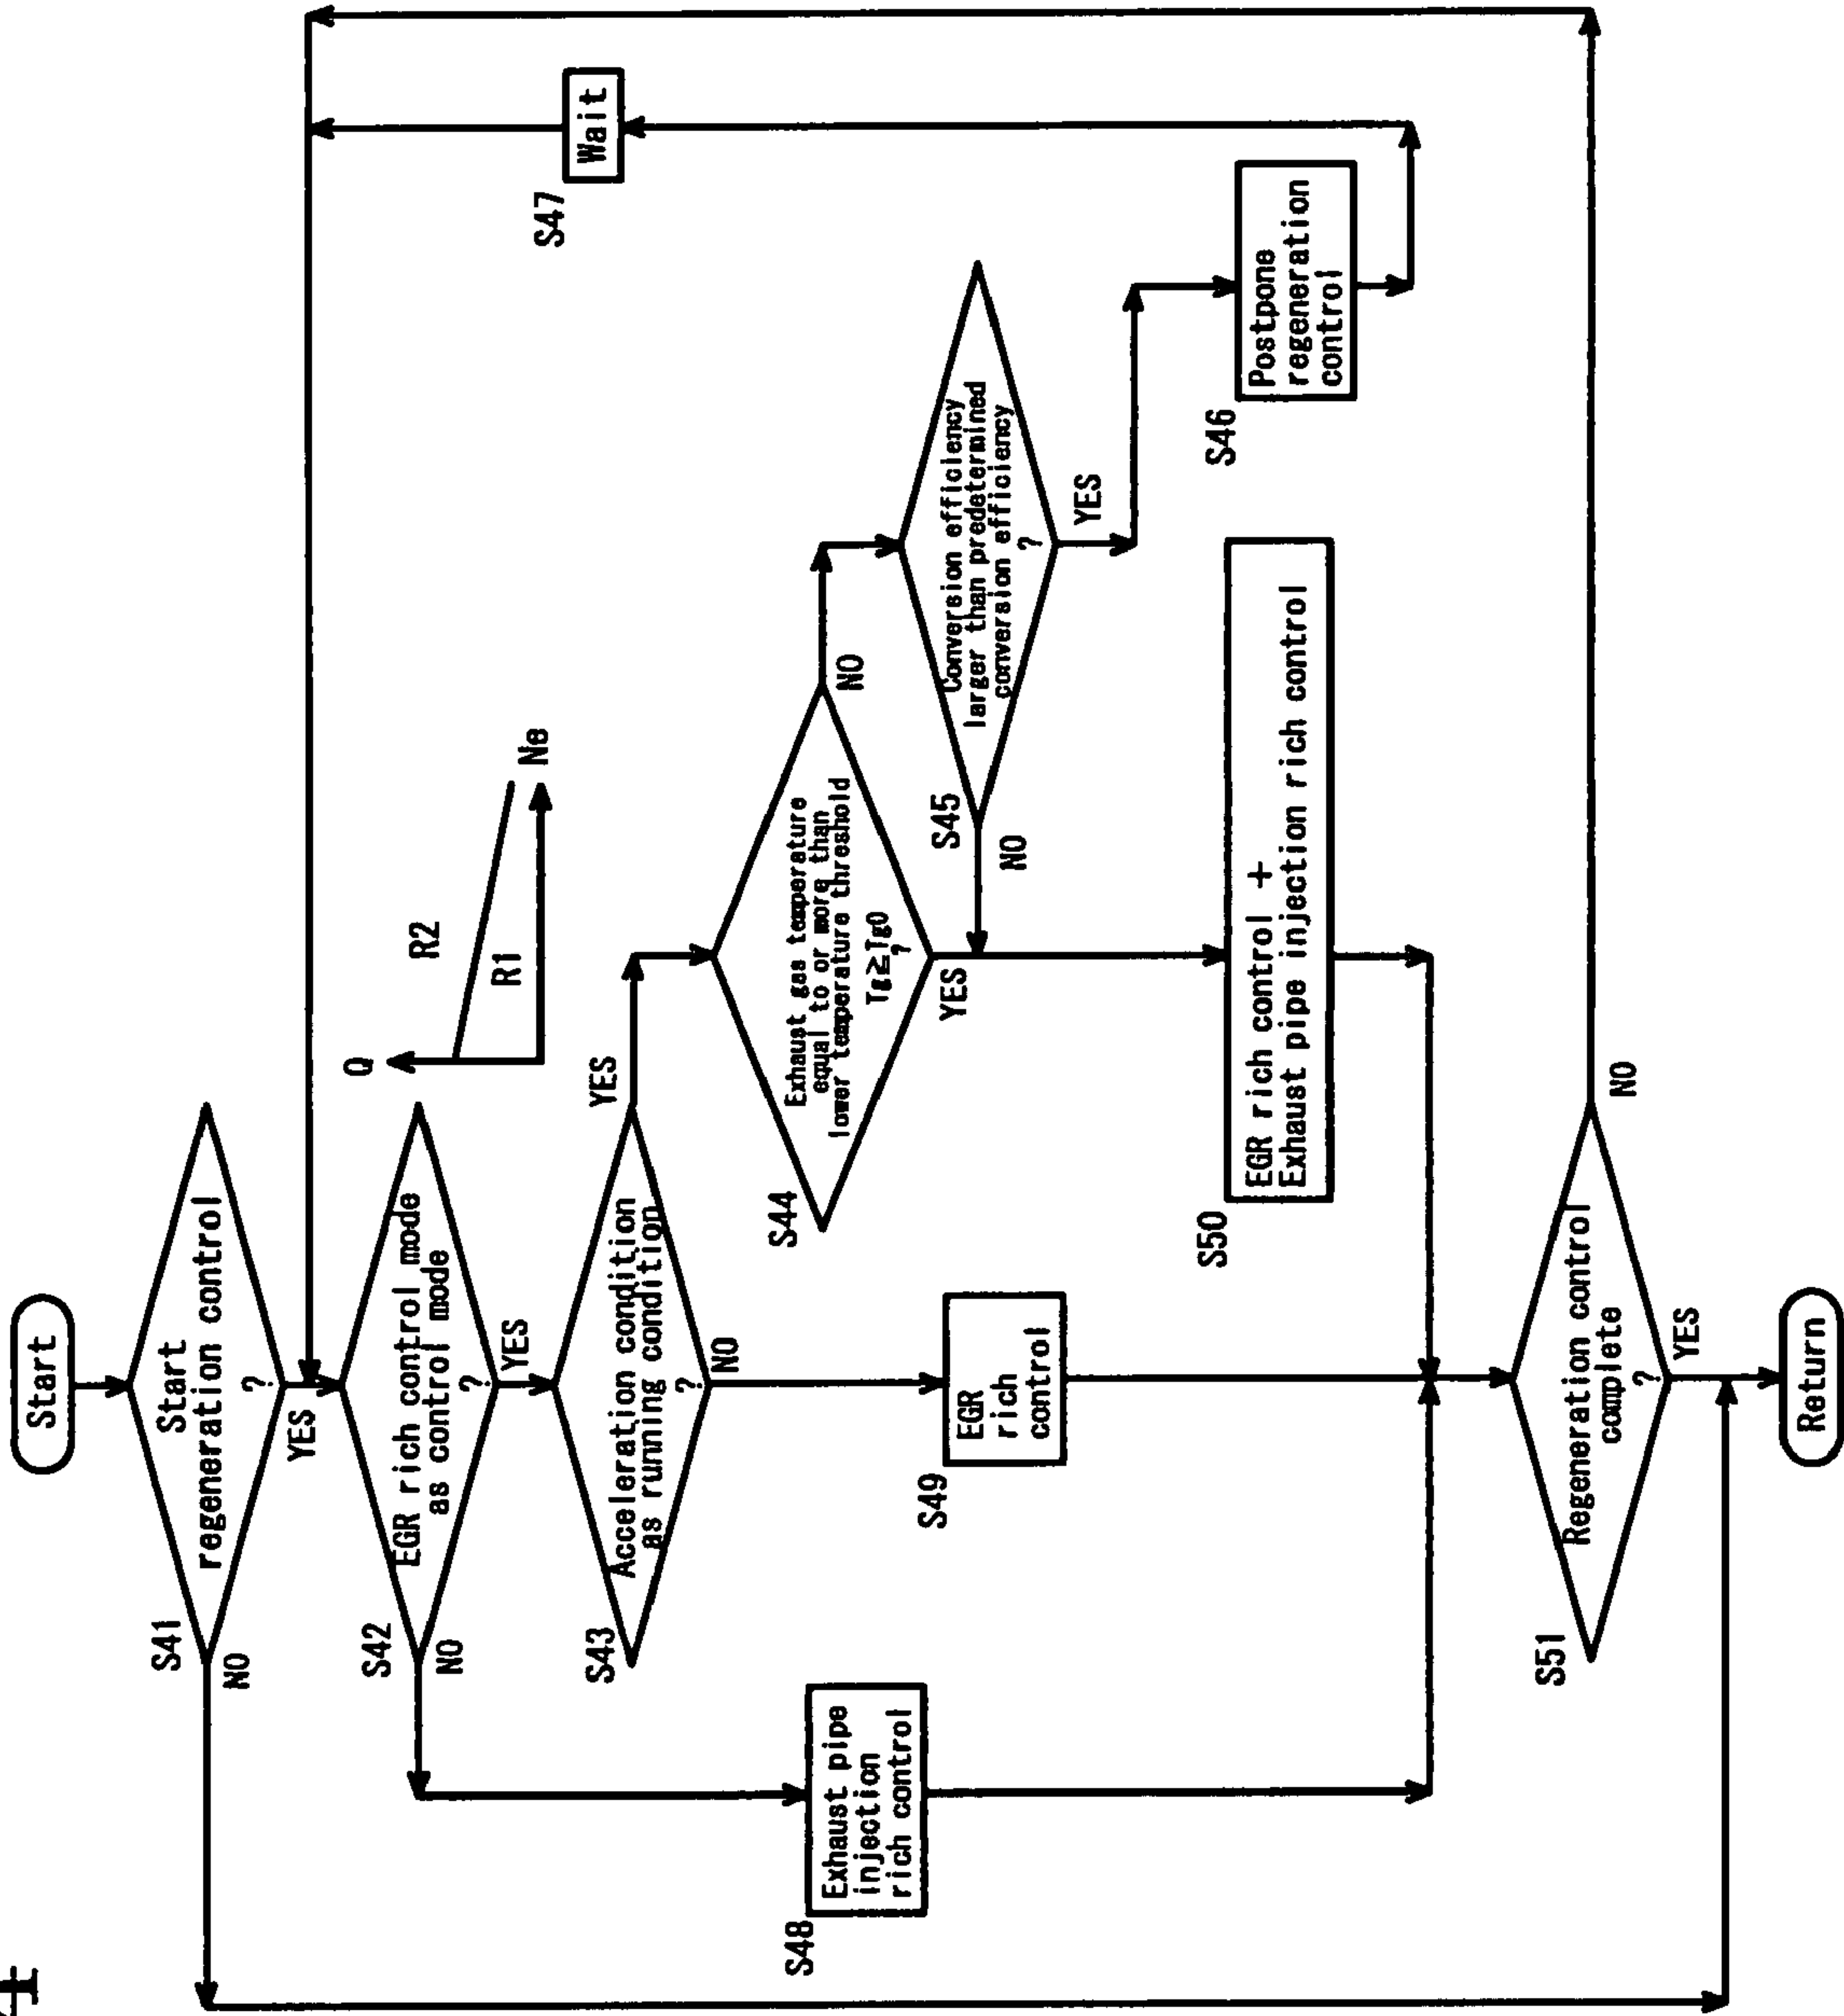 Start
S41
Start
regeneration control
?
NO
YES
S42
EGR rich control mode
as control mode
?
NO
YES
Q
R2
R1
Ne
S43
Acceleration condition
as running condition
?
YES
NO
S44
Exhaust gas temperature
equal to or more than
lower temperature threshold
Tg≧Tg0
?
NO
YES
S45
Conversion efficiency
larger than predetermined
conversion efficiency
?
NO
YES
S46
Postpone
regeneration
control
S47
Wait
S48
Exhaust pipe
injection
rich control
S49
EGR
rich
control
S50
EGR rich control +
Exhaust pipe injection rich control
S51
Regeneration control
complete
?
NO
YES
Return